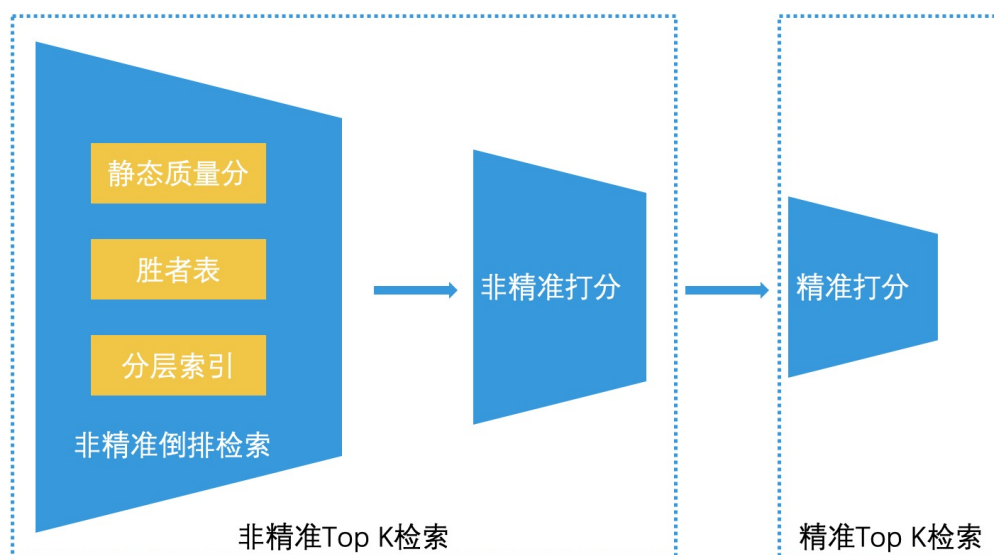 静态质量分
胜者表
分层索引
非精准倒排检索
非精准打分
精准打分
非精准Top K检索
精准Top K检索